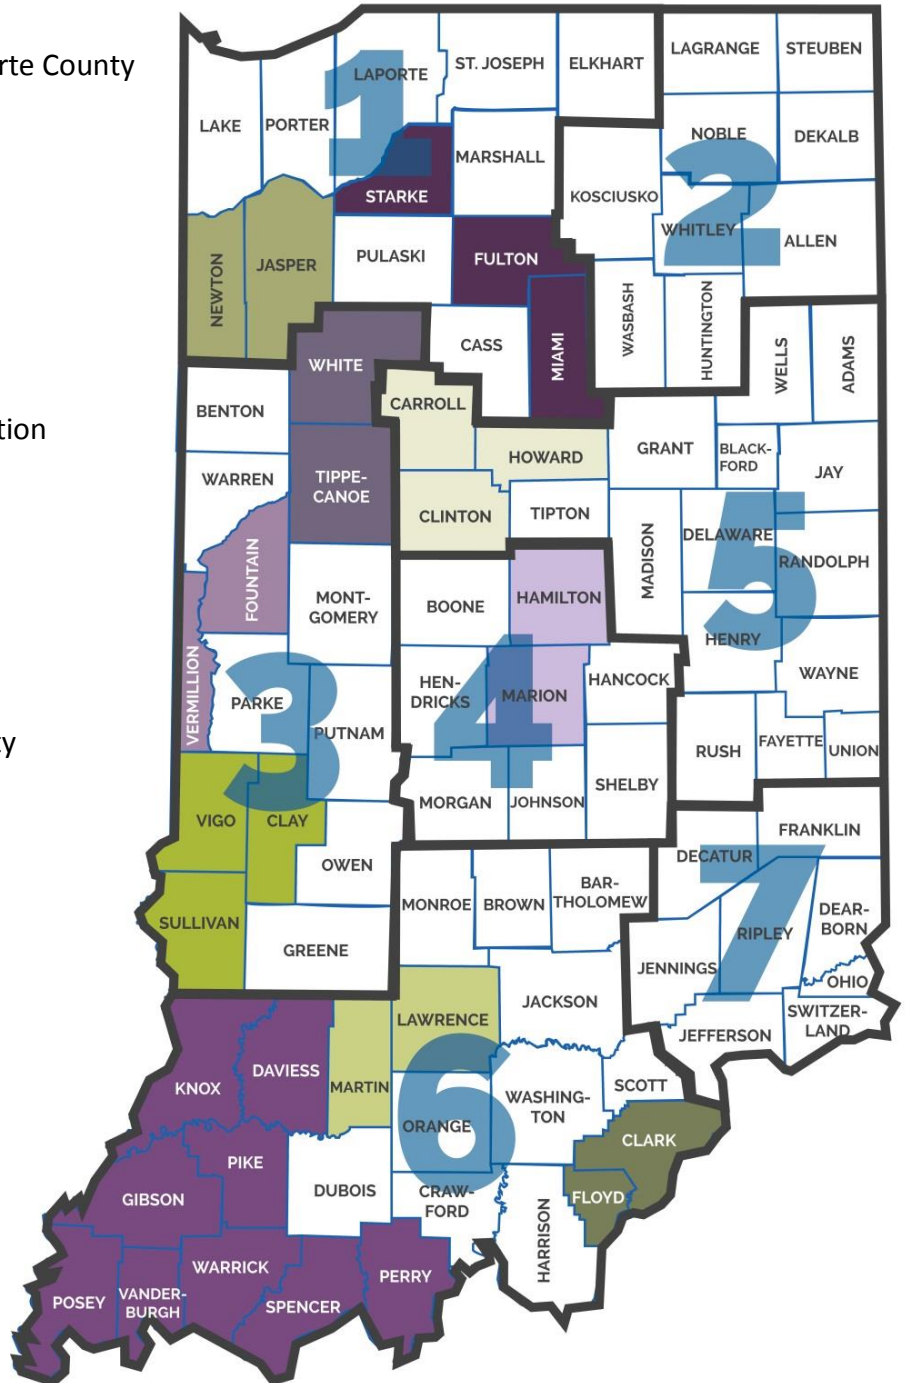 rte County
tion
ty
LAGRANGE
STEUBEN
ST. JOSEPH
ELKHART
LAPORTE
1
LAKE
PORTER
NOBLE
DEKALB
MARSHALL
2
STARKE
KOSCIUSKO
WHITLEY
ALLEN
PULASKI
FULTON
NEWTON
JASPER
WASBASH
HUNTINGTON
CASS
MIAMI
WELLS
ADAMS
WHITE
BENTON
CARROLL
WARREN
TIPPE-
CANOE
HOWARD
GRANT
BLACK-
FORD
JAY
CLINTON
TIPTON
MADISON
DELAWARE
5
RANDOLPH
FOUNTAIN
MONT-
GOMERY
BOONE
HAMILTON
HENRY
WAYNE
VERMILLION
PARKE
3
PUTNAM
HEN-
DRICKS
4
MARION
HANCOCK
RUSH
FAYETTE
UNION
MORGAN
JOHNSON
SHELBY
VIGO
CLAY
OWEN
FRANKLIN
DECATUR
7
SULLIVAN
GREENE
MONROE
BROWN
BAR-
THOLOMEW
RIPLEY
DEAR-
BORN
JENNINGS
OHIO
JACKSON
SWITZER-
LAND
JEFFERSON
LAWRENCE
KNOX
DAVIESS
MARTIN
6
ORANGE
WASHING-
TON
SCOTT
CLARK
PIKE
GIBSON
DUBOIS
CRAW-
FORD
FLOYD
HARRISON
WARRICK
PERRY
POSEY
VANDER-
BURGH
SPENCER